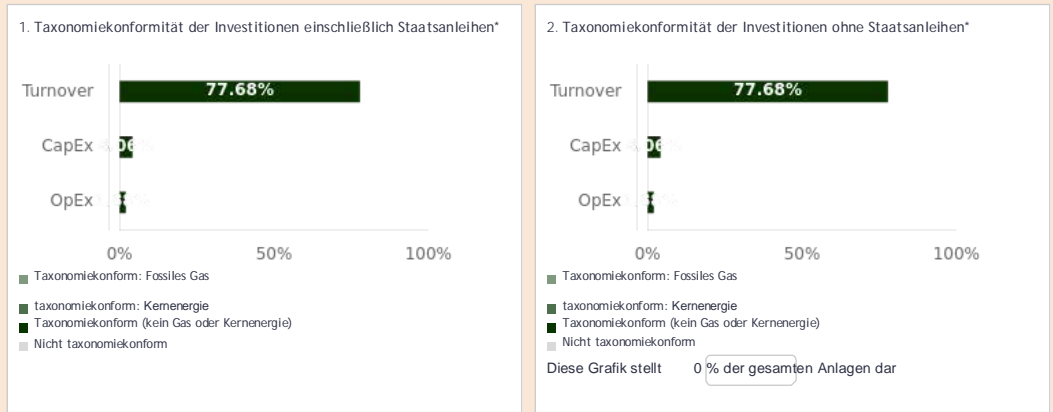 1. Taxonomiekonformität der Investitionen einschließlich Staatsanleihen*
Turnover
77.68%
CapEx
OpEx
0%
50%
100%
Taxonomiekonform: Fossiles Gas
taxonomiekonform: Kernenergie
Taxonomiekonform (kein Gas oder Kernenergie)
Nicht taxonomiekonform
2. Taxonomiekonformität der Investitionen ohne Staatsanleihen*
Turnover
77.68%
CapEx
OpEx
0%
50%
100%
Taxonomiekonform: Fossiles Gas
taxonomiekonform: Kernenergie
Taxonomiekonform (kein Gas oder Kernenergie)
Nicht taxonomiekonform
Diese Grafik stellt 0 % der gesamten Anlagen dar